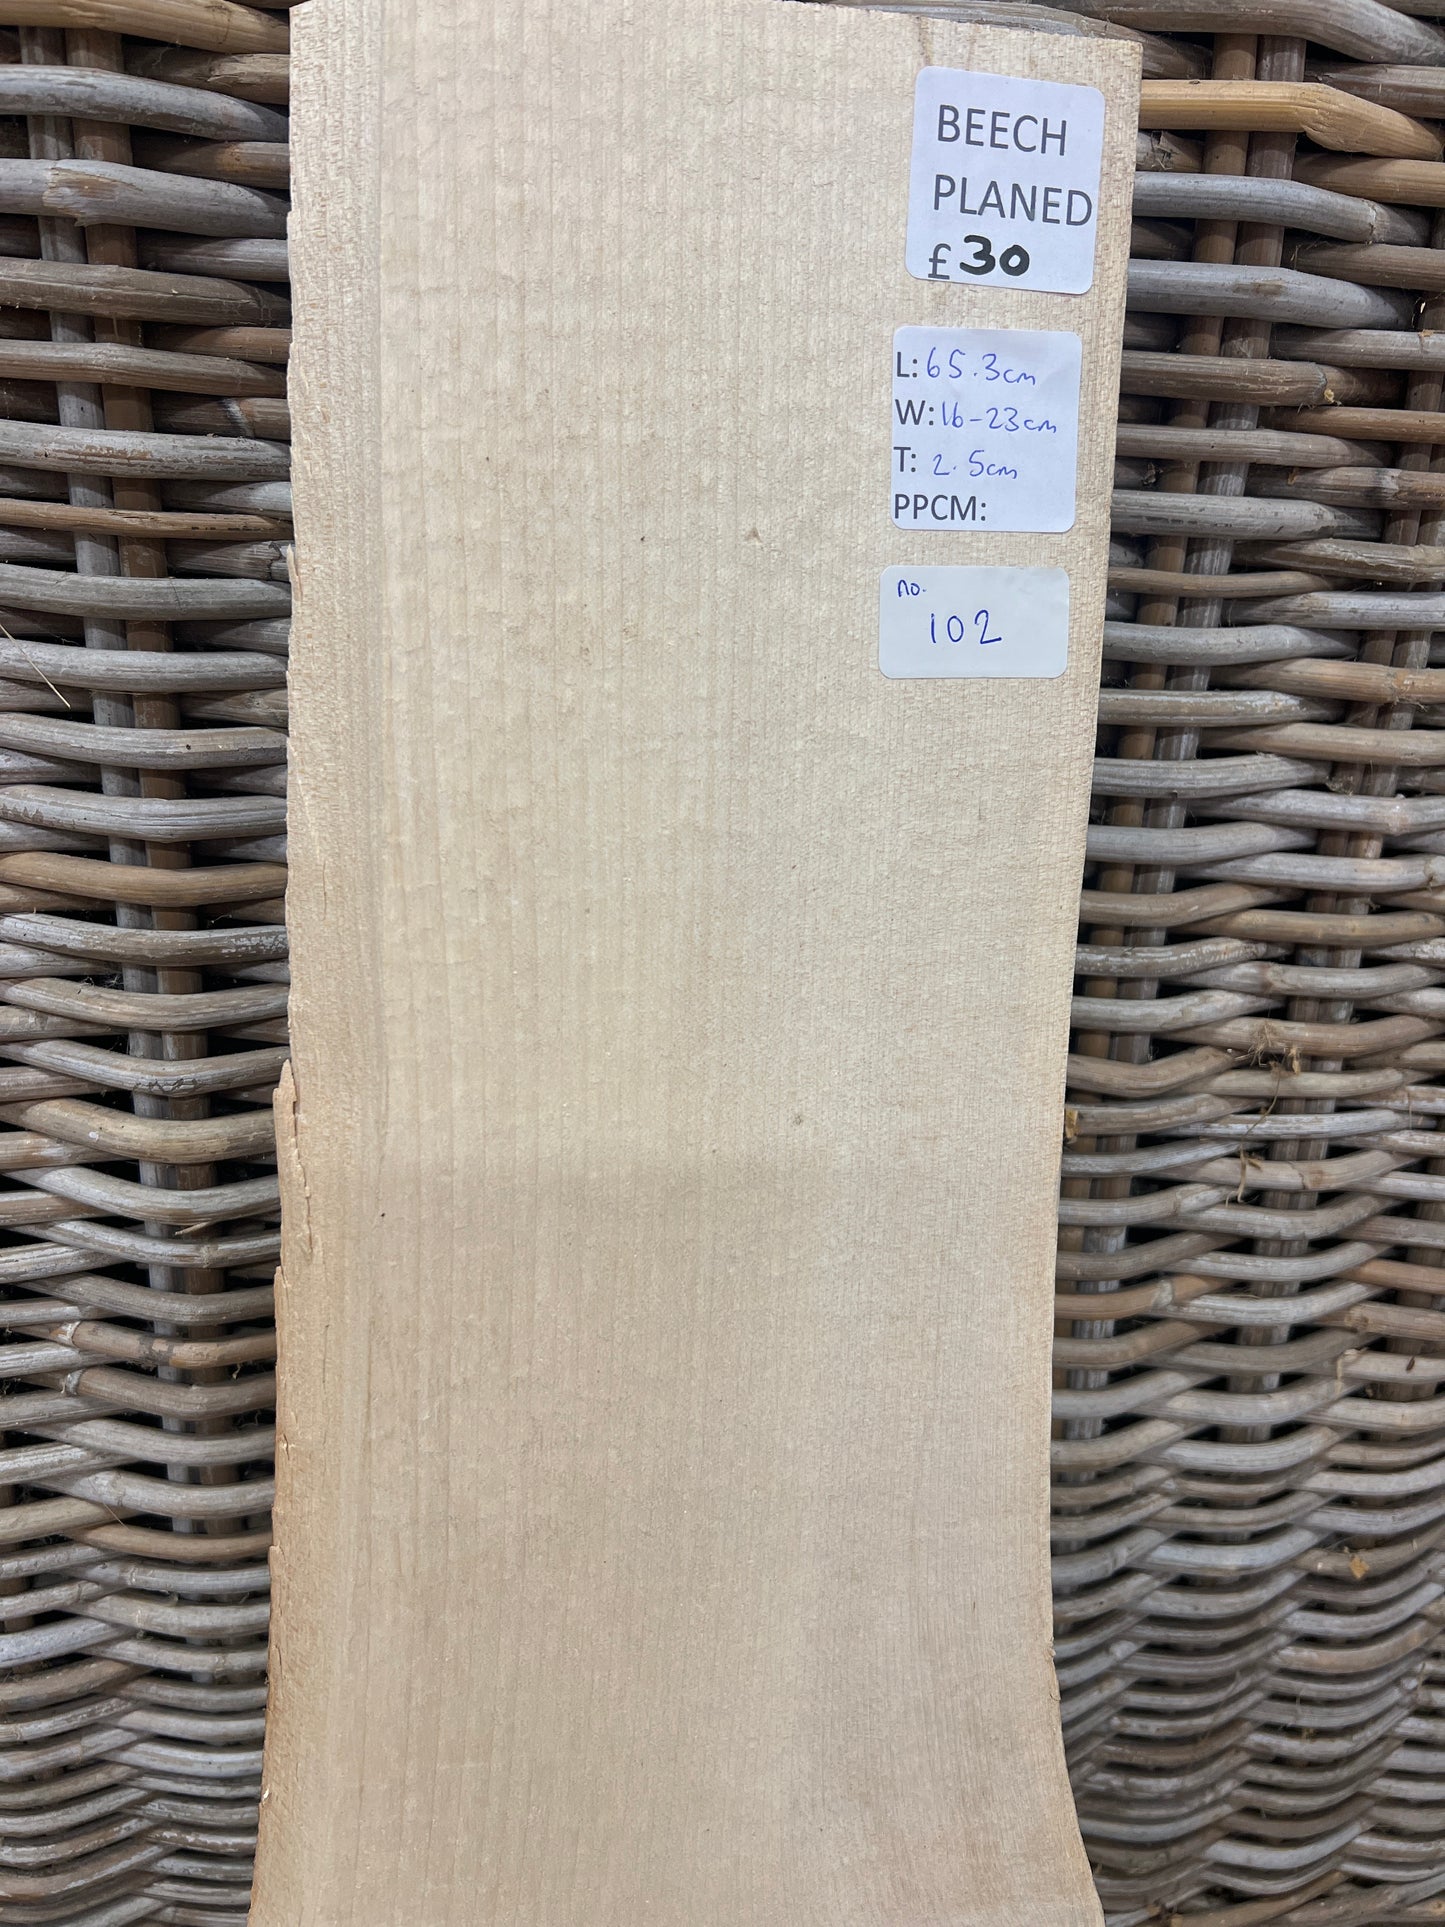 BEECH
PLANED
£30
L: 65.3cm
W: 16-23cm
T: 2.5cm
PPCM:
no.
102